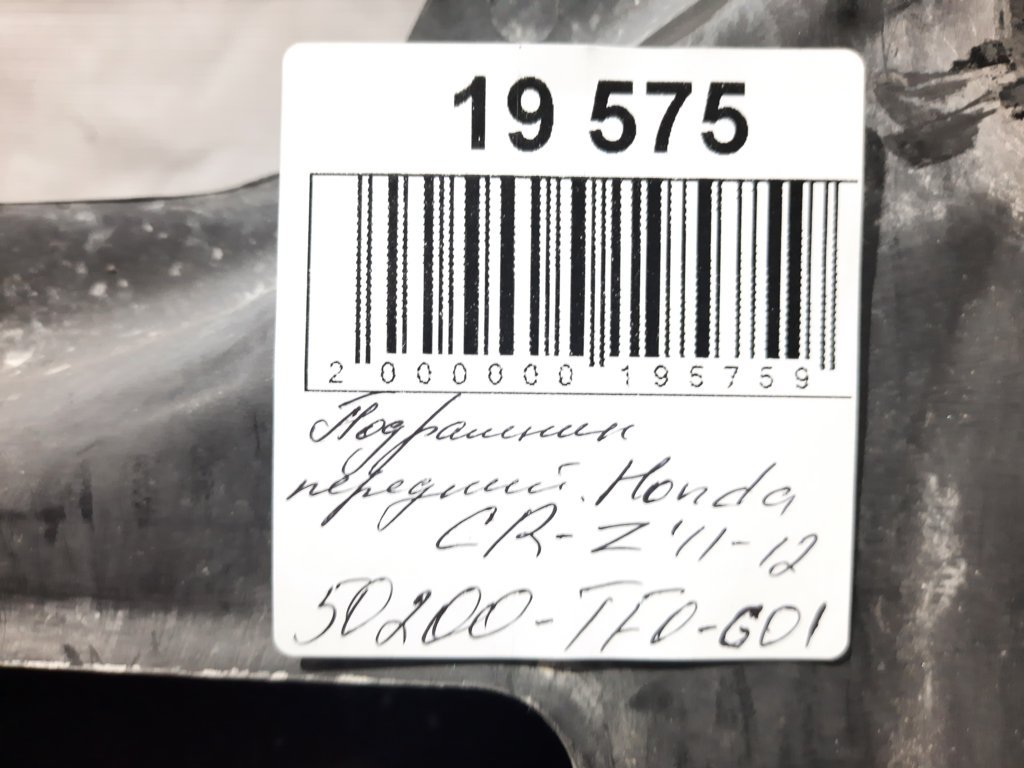 19 575
2 000000 195759
Подрамник
передний. Honda
CR-Z '11-12
50200-TF0-G01